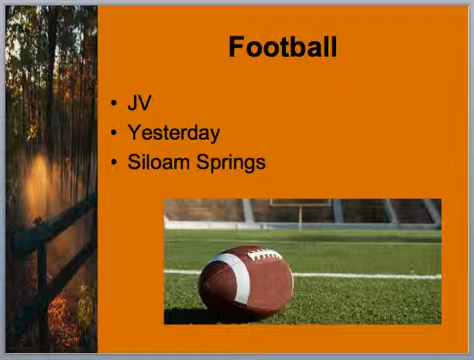 Football
• JV
• Yesterday
• Siloam Springs